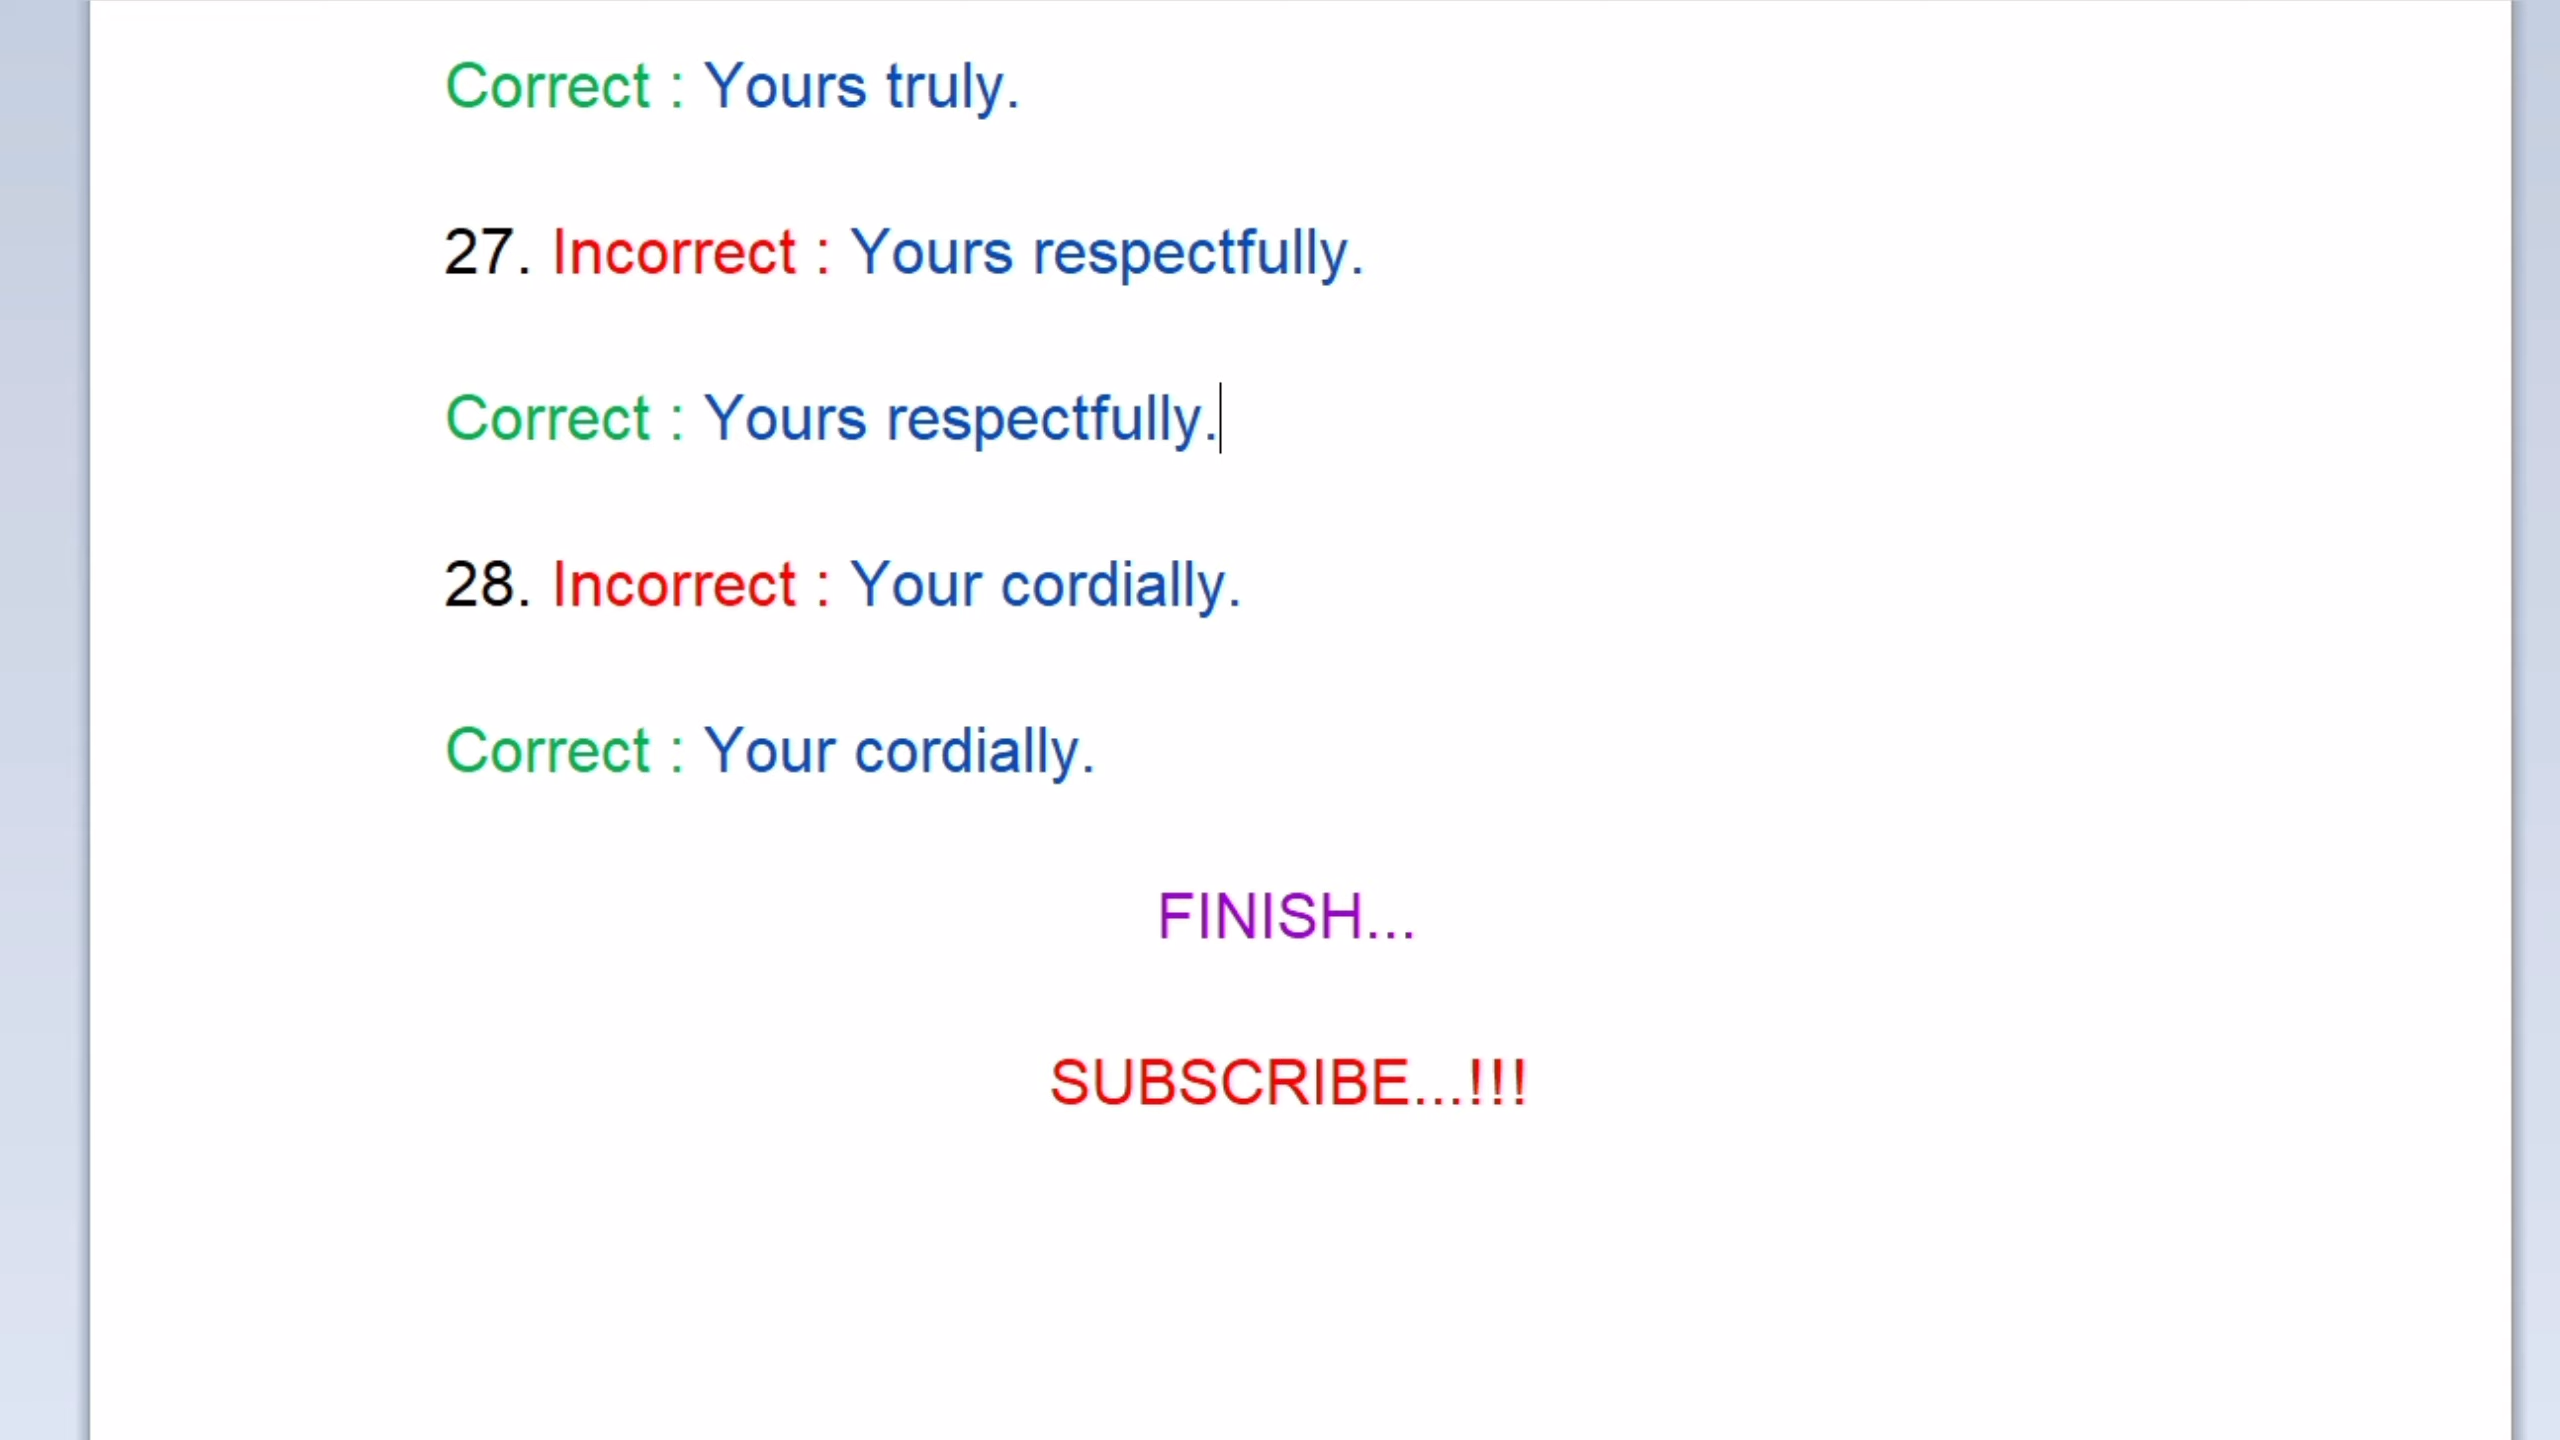 Correct : Yours truly.
27. Incorrect : Yours respectfully.
Correct : Yours respectfully.
28. Incorrect : Your cordially.
Correct : Your cordially.
FINISH...
SUBSCRIBE...!!!